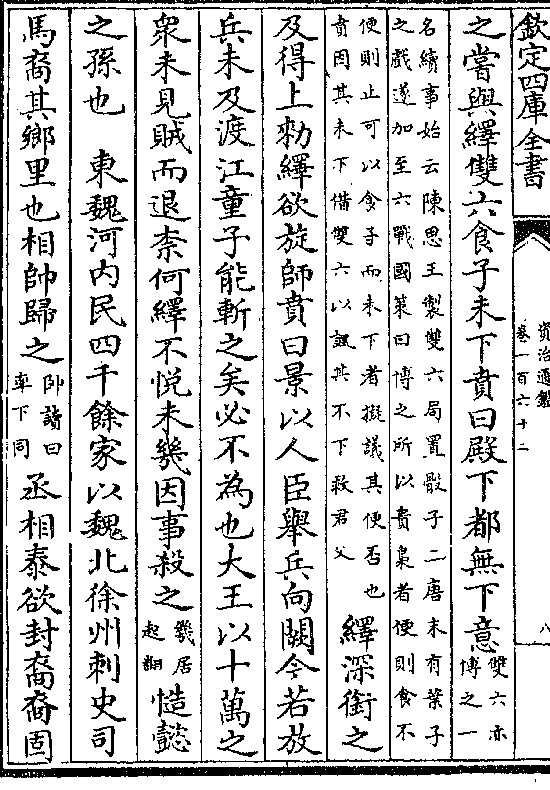 欽定四庫全書
資治通鑑
卷一百六十二
八
之嘗與繹雙六食子未下賁曰殿下都無下意
雙六亦
博之一
名續事始云陳思王製雙六局置骰子二唐末有葉子
之戲遂加至六戰國策曰博之所以貴梟者便則食不
便則止可以食子而未下者擬議其便否也
賁因其未下借雙六以諷其不下救君父
繹深銜之
及得上勑繹欲旋師賁曰景以人臣舉兵向闕今若放
兵未及渡江童子能斬之矣必不為也大王以十萬之
衆未見賊而退柰何繹不悦未幾因事殺之
幾居
起翻
慥懿
之孫也　東魏河内民四千餘家以魏北徐州刺史司
馬裔其鄉里也相帥歸之
帥讀曰
率下同
丞相泰欲封裔裔固